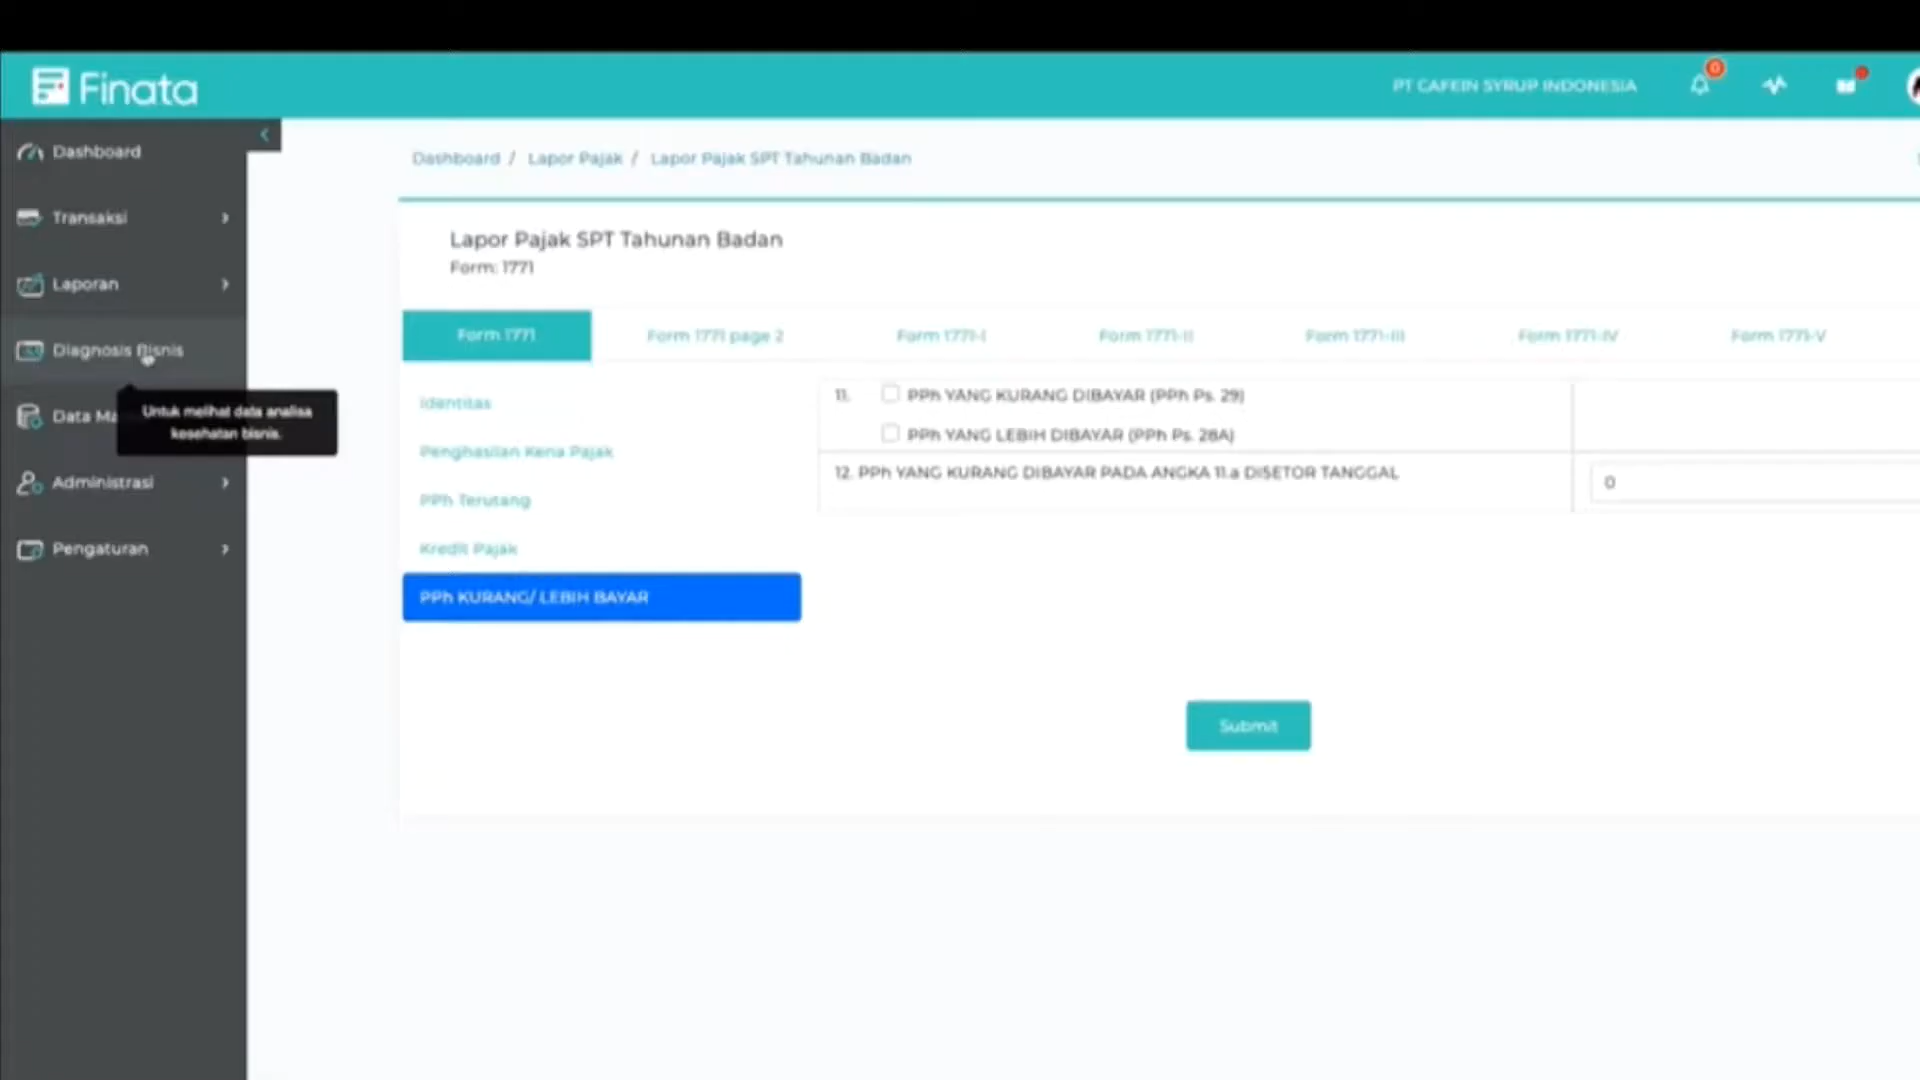 Finata
PT CAFEIN SYRUP INDONESIA
0
Dashboard
Transaksi
Laporan
Diagnosis Bisnis
Data Ma
Untuk melihat data analisa
kesehatan bisnis.
Administrasi
Pengaturan
Dashboard / Lapor Pajak / Lapor Pajak SPT Tahunan Badan
Lapor Pajak SPT Tahunan Badan
Form: 1771
Form 1771
Form 1771 page 2
Form 1771-I
Form 1771-II
Form 1771-III
Form 1771-IV
Form 1771-V
Identitas
Penghasilan Kena Pajak
PPh Terutang
Kredit Pajak
PPh KURANG/ LEBIH BAYAR
11. PPh YANG KURANG DIBAYAR (PPh Ps. 29)
PPh YANG LEBIH DIBAYAR (PPh Ps. 28A)
12. PPh YANG KURANG DIBAYAR PADA ANGKA 11.a DISETOR TANGGAL
0
Submit